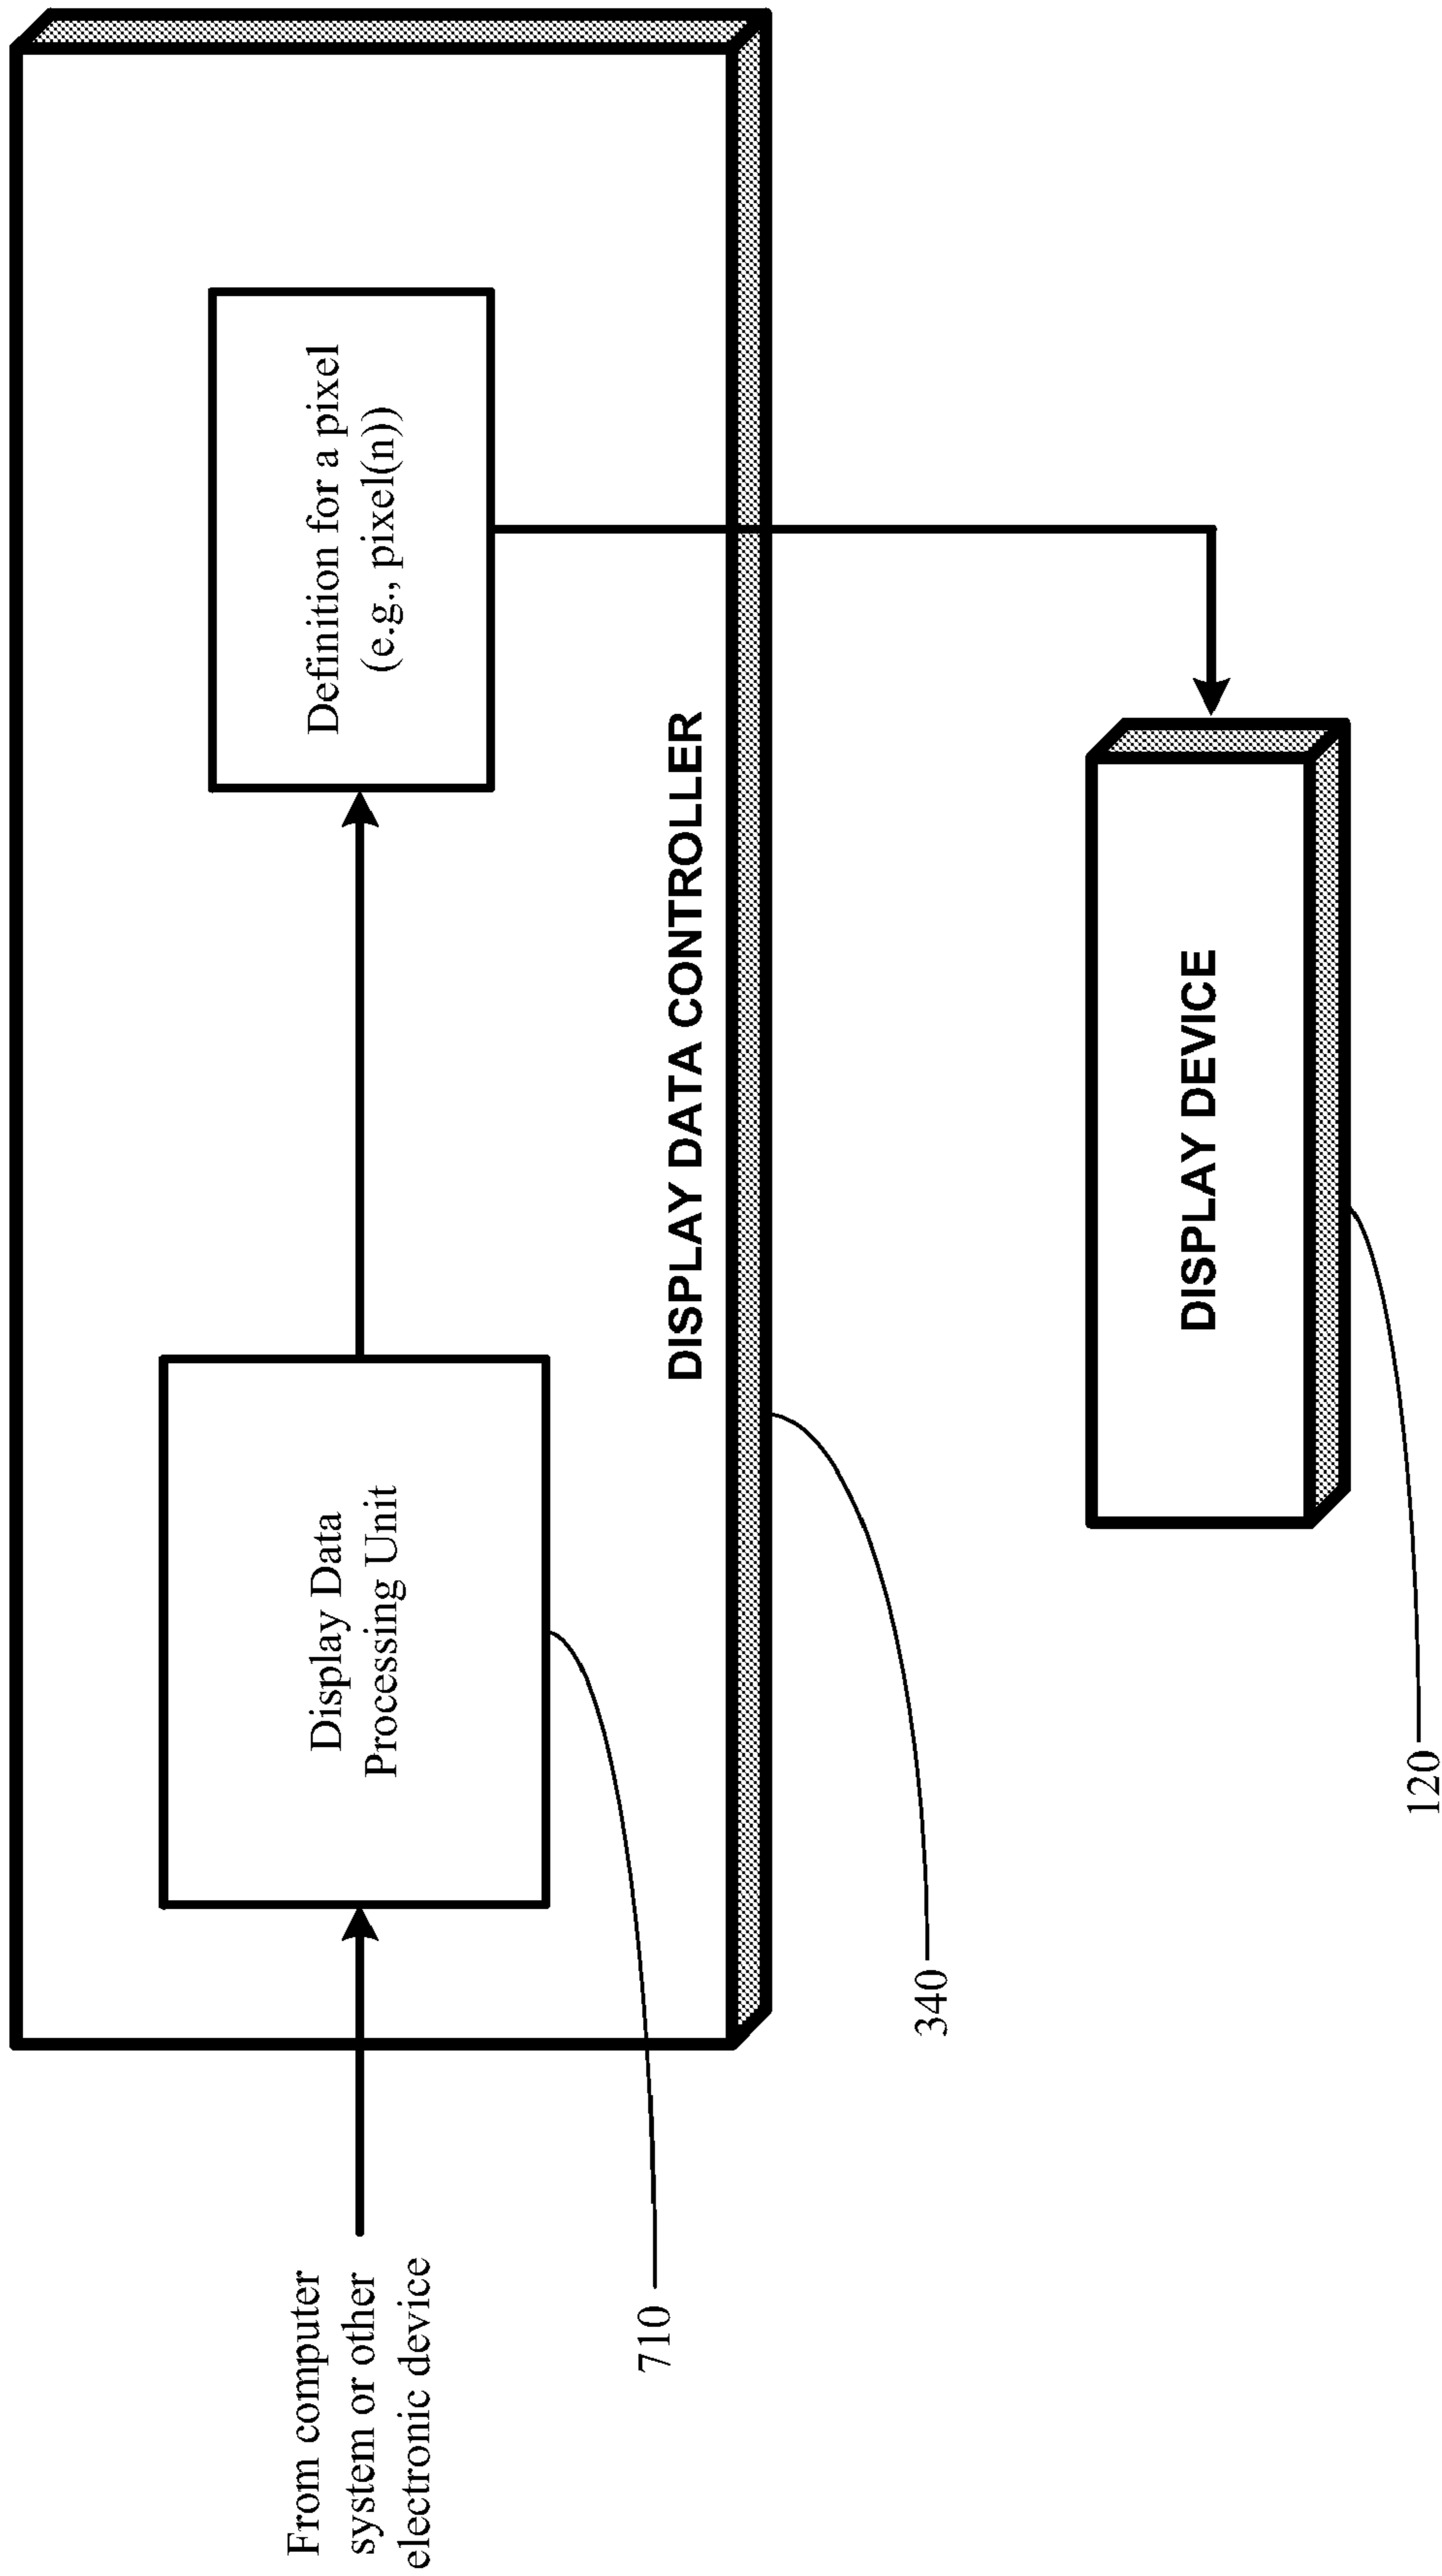 From computer
system or other
electronic device
Display Data
Processing Unit
Definition for a pixel
(e.g., pixel(n))
DISPLAY DATA CONTROLLER
710
340
DISPLAY DEVICE
120